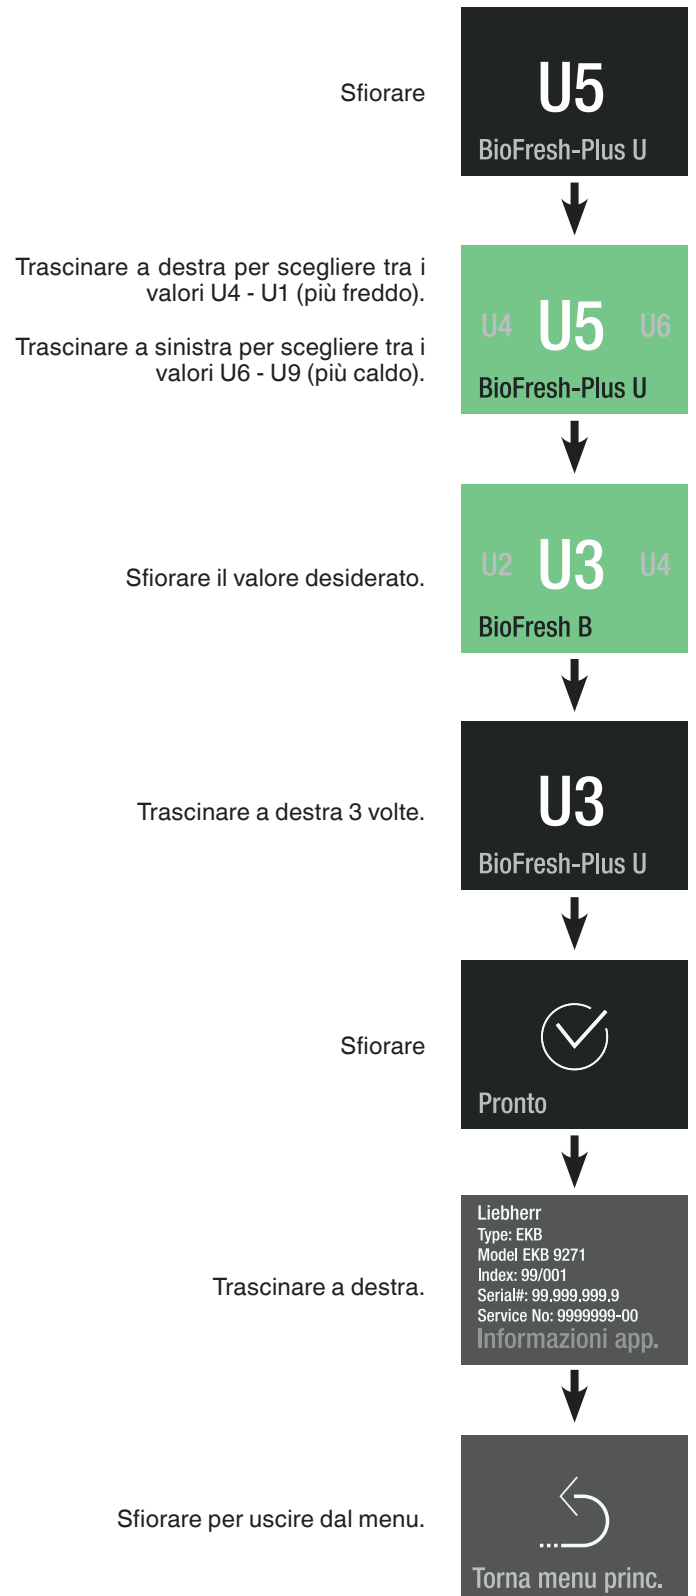 Sfiorare
U5
BioFresh-Plus U
Trascinare a destra per scegliere tra i
valori U4 - U1 (più freddo).
Trascinare a sinistra per scegliere tra i
valori U6 - U9 (più caldo).
U4 U5 U6
BioFresh-Plus U
Sfiorare il valore desiderato.
U2 U3 U4
BioFresh B
Trascinare a destra 3 volte.
U3
BioFresh-Plus U
Sfiorare
Pronto
Trascinare a destra.
Liebherr
Type: EKB
Model EKB 9271
Index: 99/001
Serial#: 99,999,999,9
Service No: 9999999-00
Informazioni app.
Sfiorare per uscire dal menu.
Torna menu princ.